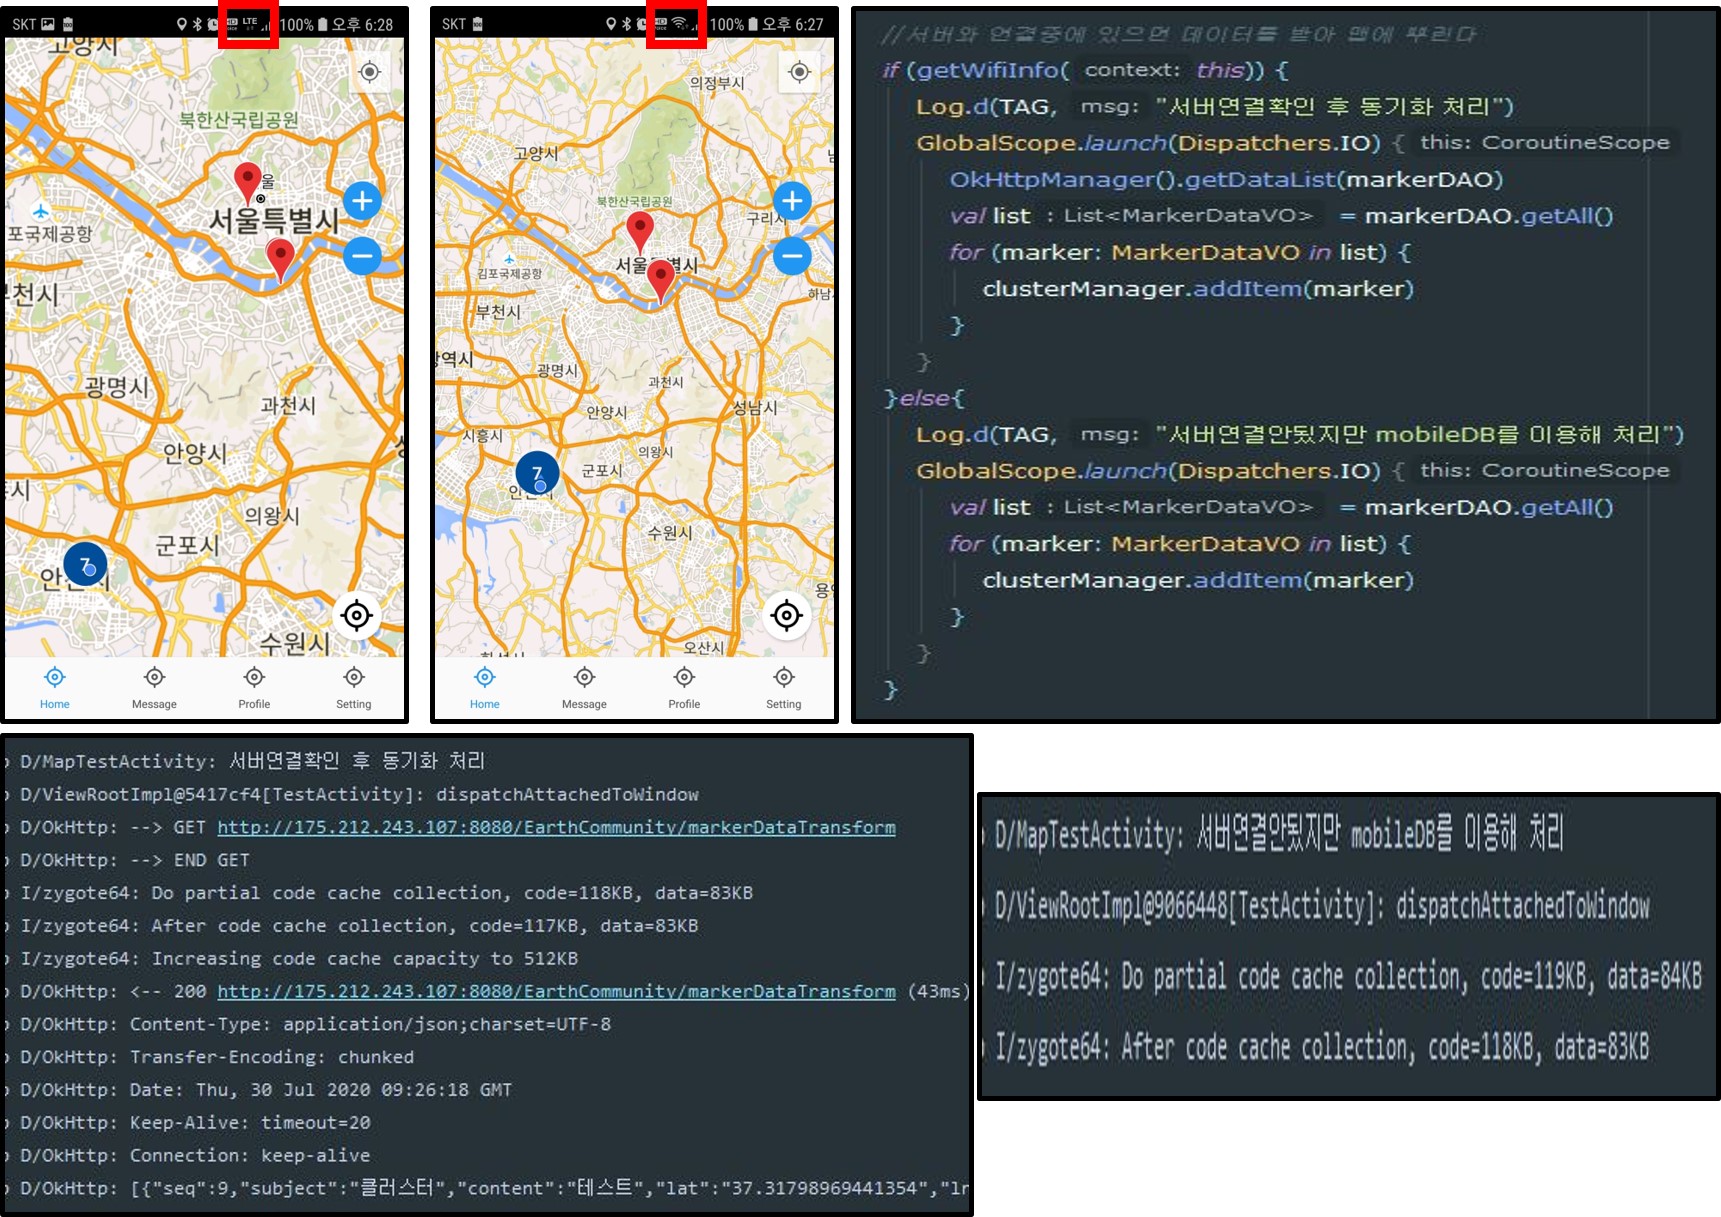 SKT
HD LTE
100% 오후 6:28
고양시
북한산국립공원
울
서울특별시
포국제공항
부천시
광명시
과천시
안양시
의왕시
군포시
7
수원시
Home
Message
Profile
Setting
SKT
HD
100% 오후 6:27
의정부시
고양시
북한산국립공원
구리시
서울특별시
김포국제공항
하남시
부천시
광역시
광명시
과천시
성남시
안양시
시흥시
의왕시
7
군포시
수원시
용인
오산시
Home
Message
Profile
Setting
//서버와 연결중에 있으면 데이터를 받아 맵에 뿌린다
if (getWifiInfo( context: this)) {
Log.d(TAG, msg: "서버연결확인 후 동기화 처리")
GlobalScope.launch(Dispatchers.IO) { this: CoroutineScope
OkHttpManager().getDataList(markerDAO)
val list : List<MarkerDataVO> = markerDAO.getAll()
for (marker: MarkerDataVO in list) {
clusterManager.addItem(marker)
}
}
}else{
Log.d(TAG, msg: "서버연결안됬지만 mobileDB를 이용해 처리")
GlobalScope.launch(Dispatchers.IO) { this: CoroutineScope
val list : List<MarkerDataVO> = markerDAO.getAll()
for (marker: MarkerDataVO in list) {
clusterManager.addItem(marker)
}
}
}
D/MapTestActivity: 서버연결확인 후 동기화 처리
D/ViewRootImpl@5417cf4[TestActivity]: dispatchAttachedToWindow
D/OkHttp: --> GET http://175.212.243.107:8080/EarthCommunity/markerDataTransform
D/OkHttp: --> END GET
I/zygote64: Do partial code cache collection, code=118KB, data=83KB
I/zygote64: After code cache collection, code=117KB, data=83KB
I/zygote64: Increasing code cache capacity to 512KB
D/OkHttp: <-- 200 http://175.212.243.107:8080/EarthCommunity/markerDataTransform (43ms)
D/OkHttp: Content-Type: application/json;charset=UTF-8
D/OkHttp: Transfer-Encoding: chunked
D/OkHttp: Date: Thu, 30 Jul 2020 09:26:18 GMT
D/OkHttp: Keep-Alive: timeout=20
D/OkHttp: Connection: keep-alive
D/OkHttp: [{"seq":9,"subject":"클러스터","content":"테스트","lat":"37.31798969441354","ln
D/MapTestActivity: 서버연결안됬지만 mobileDB를 이용해 처리
D/ViewRootImpl@9066448[TestActivity]: dispatchAttachedToWindow
I/zygote64: Do partial code cache collection, code=119KB, data=84KB
I/zygote64: After code cache collection, code=118KB, data=83KB